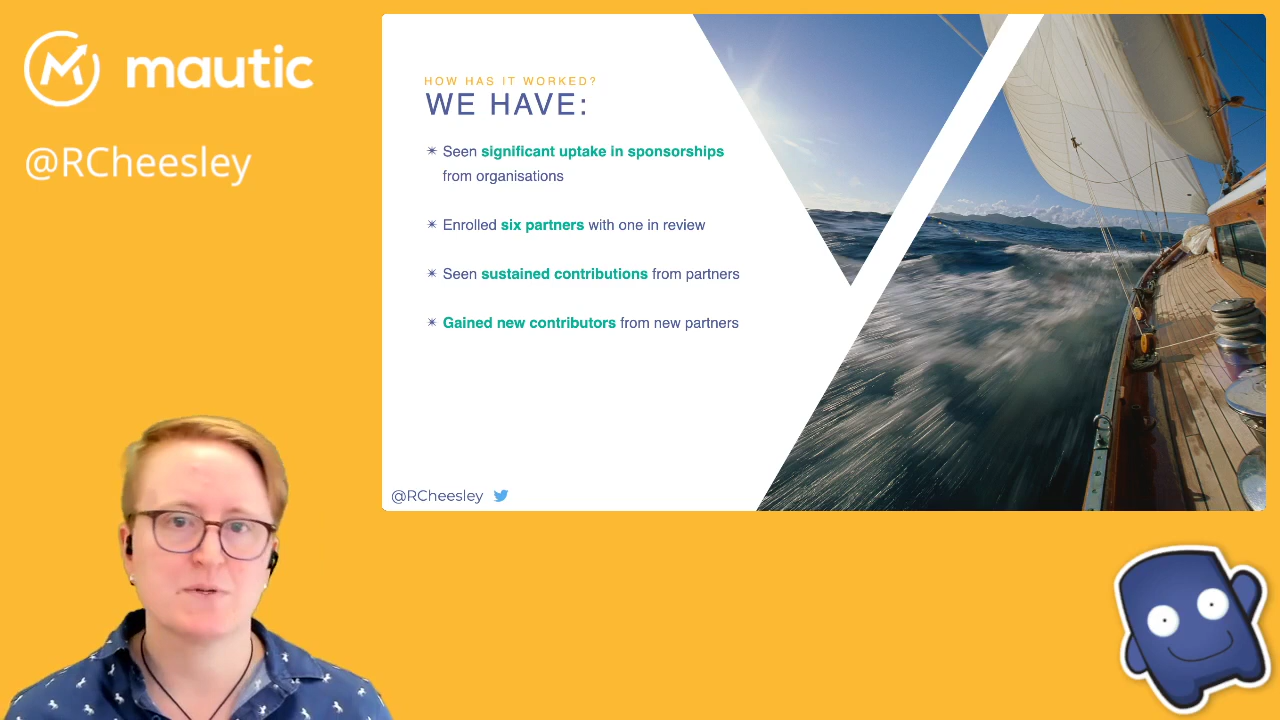 mautic
@RCheesley
HOW HAS IT WORKED?
WE HAVE:
✴ Seen significant uptake in sponsorships
from organisations
✴ Enrolled six partners with one in review
✴ Seen sustained contributions from partners
✴ Gained new contributors from new partners
@RCheesley